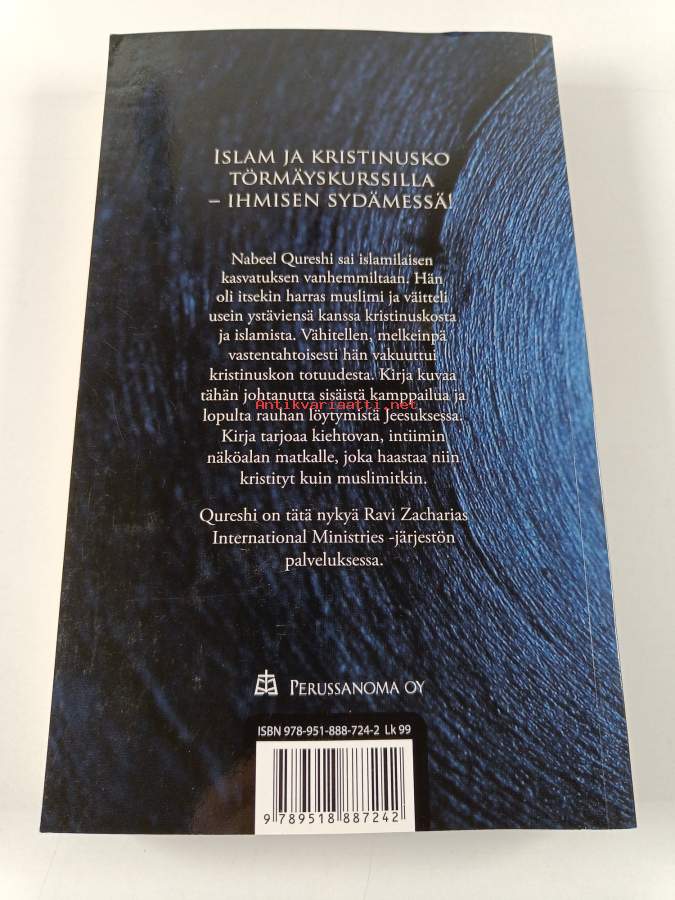 ISLAM JA KRISTINUSKO
TÖRMÄYSKURSSILLA
– IHMISEN SYDÄMESSÄ!
Nabeel Qureshi sai islamilaisen
kasvatuksen vanhemmiltaan. Hän
oli itsekin harras muslimi ja väitteli
usein ystäviensä kanssa kristinuskosta
ja islamista. Vähitellen, melkeinpä
vastentahtoisesti hän vakuuttui
kristinuskon totuudesta. Kirja kuvaa
tähän johtanutta sisäistä kamppailua ja
Antikvariaatti.net
lopulta rauhan löytymistä Jeesuksessa.
Kirja tarjoaa kiehtovan, intiimin
näköalan matkalle, joka haastaa niin
kristityt kuin muslimitkin.
Qureshi on tätä nykyä Ravi Zacharias
International Ministries -järjestön
palveluksessa.
PERUSSANOMA OY
ISBN 978-951-888-724-2 Lk 99
9 789518 887242